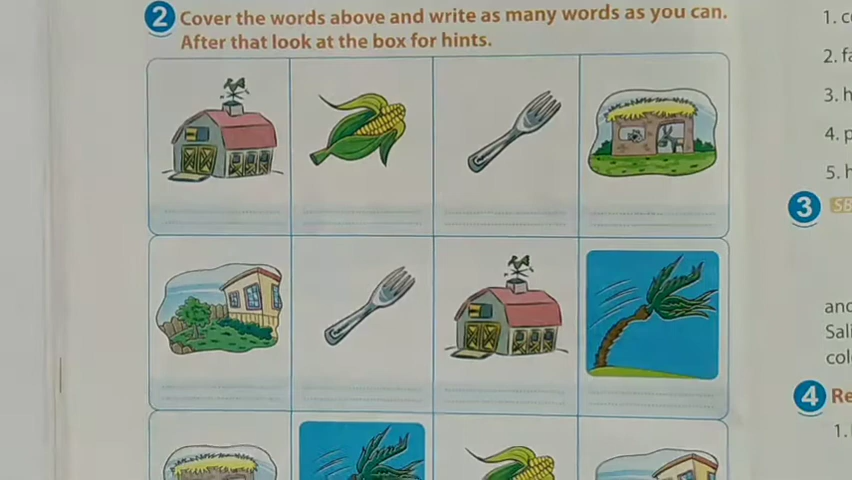 2 Cover the words above and write as many words as you can.
After that look at the box for hints.
1. c
2. fa
3. h
4. p
5. h
3 SB
and
Sali
col
4 Re
1.